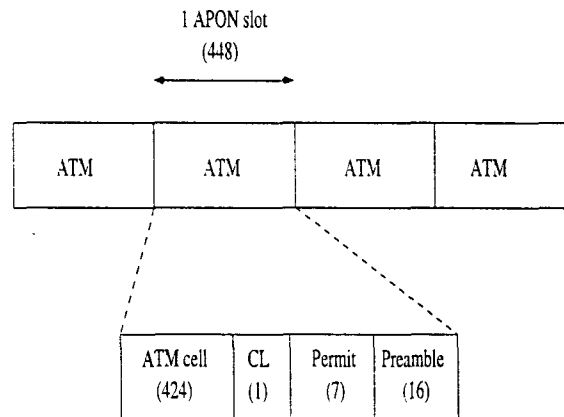 1 APON slot
(448)
ATM ATM ATM ATM
ATM cell CL Permit Preamble
(424) (1) (7) (16)